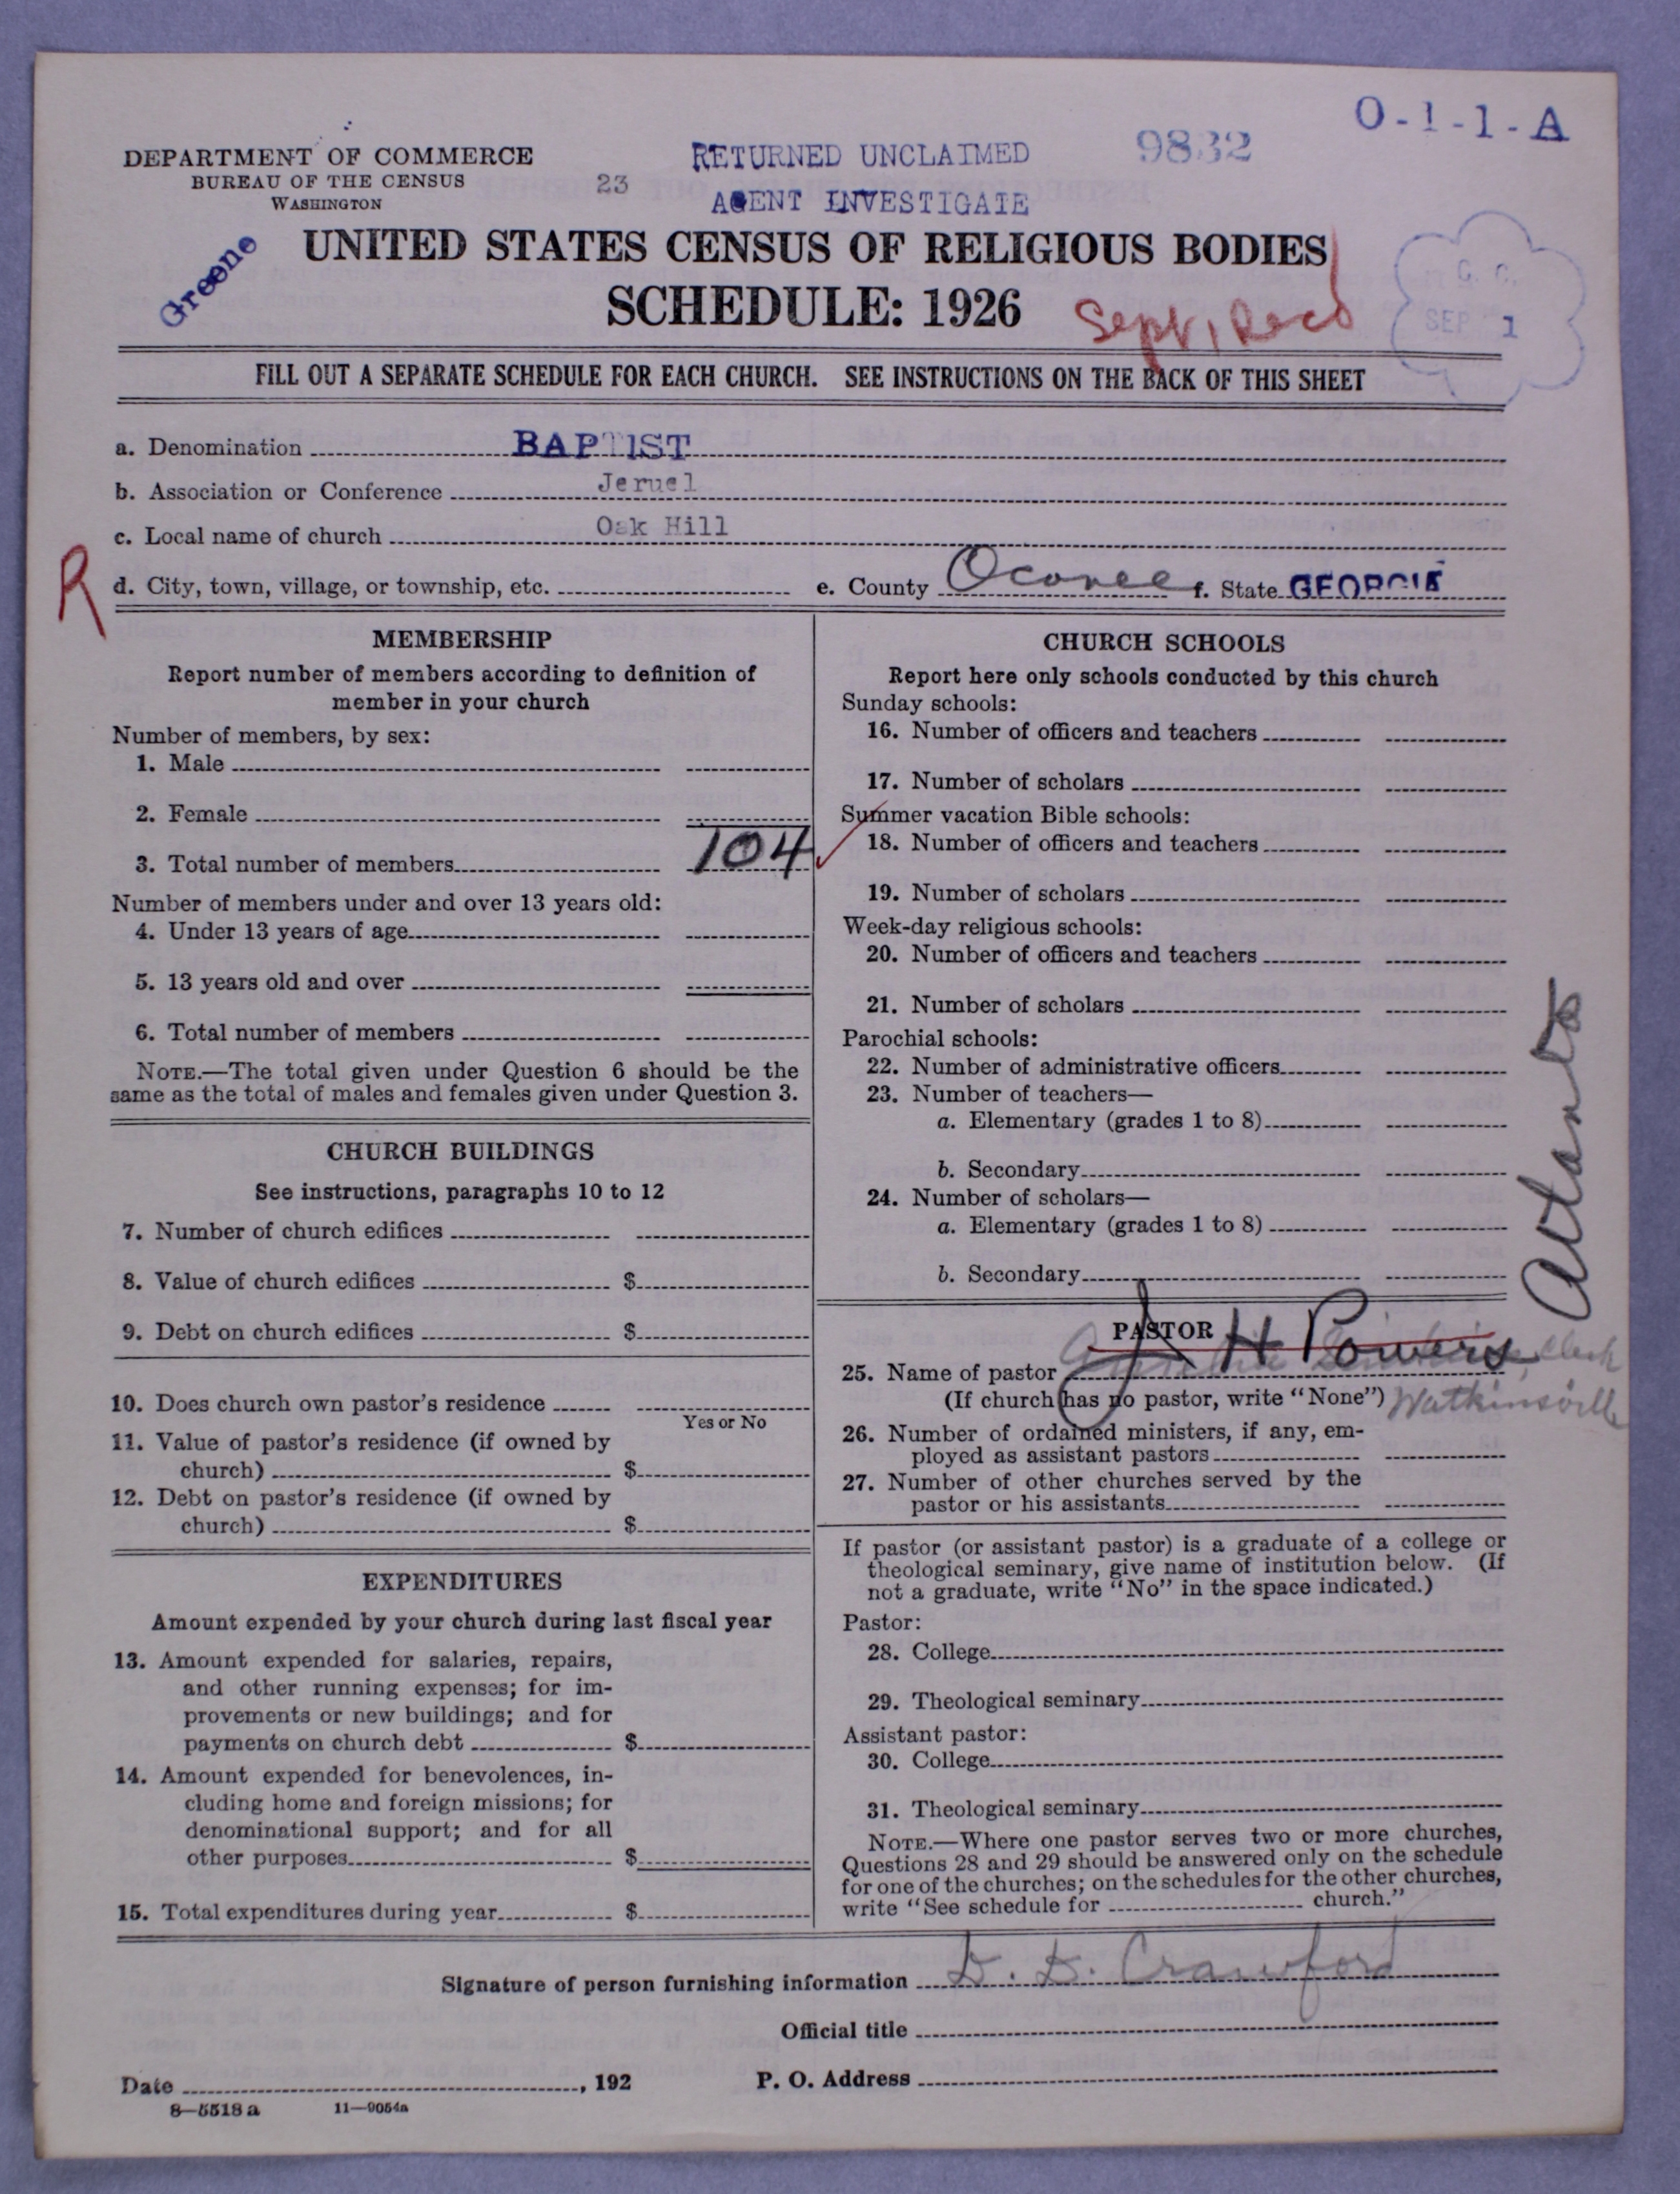 O-1-1-A
DEPARTMENT OF COMMERCE
BUREAU OF THE CENSUS
WASHINGTON
23
RETURNED UNCLAIMED
AGENT INVESTIGATE
9832
Greene
UNITED STATES CENSUS OF RELIGIOUS BODIES
SCHEDULE: 1926
Sept, Recd
C. C.
SEP 1
FILL OUT A SEPARATE SCHEDULE FOR EACH CHURCH. SEE INSTRUCTIONS ON THE BACK OF THIS SHEET
a. Denomination BAPTIST
b. Association or Conference Jeruel
c. Local name of church Oak Hill
R
d. City, town, village, or township, etc. e. County Oconee f. State GEORGIA
MEMBERSHIP
Report number of members according to definition of
member in your church
Number of members, by sex:
1. Male
2. Female
3. Total number of members 104
Number of members under and over 13 years old:
4. Under 13 years of age
5. 13 years old and over
6. Total number of members
NOTE.—The total given under Question 6 should be the
same as the total of males and females given under Question 3.
CHURCH BUILDINGS
See instructions, paragraphs 10 to 12
7. Number of church edifices
8. Value of church edifices $
9. Debt on church edifices $
10. Does church own pastor's residence
Yes or No
11. Value of pastor's residence (if owned by
church) $
12. Debt on pastor's residence (if owned by
church) $
EXPENDITURES
Amount expended by your church during last fiscal year
13. Amount expended for salaries, repairs,
and other running expenses; for im-
provements or new buildings; and for
payments on church debt $
14. Amount expended for benevolences, in-
cluding home and foreign missions; for
denominational support; and for all
other purposes $
15. Total expenditures during year $
CHURCH SCHOOLS
Report here only schools conducted by this church
Sunday schools:
16. Number of officers and teachers
17. Number of scholars
Summer vacation Bible schools:
18. Number of officers and teachers
19. Number of scholars
Week-day religious schools:
20. Number of officers and teachers
21. Number of scholars
Parochial schools:
22. Number of administrative officers
23. Number of teachers—
a. Elementary (grades 1 to 8)
b. Secondary
24. Number of scholars—
a. Elementary (grades 1 to 8)
b. Secondary
Atlanta
PASTOR
25. Name of pastor J H Powers Clerk
(If church has no pastor, write "None") Watkinsville
26. Number of ordained ministers, if any, em-
ployed as assistant pastors
27. Number of other churches served by the
pastor or his assistants
If pastor (or assistant pastor) is a graduate of a college or
theological seminary, give name of institution below. (If
not a graduate, write "No" in the space indicated.)
Pastor:
28. College
29. Theological seminary
Assistant pastor:
30. College
31. Theological seminary
NOTE.—Where one pastor serves two or more churches,
Questions 28 and 29 should be answered only on the schedule
for one of the churches; on the schedules for the other churches,
write "See schedule for church."
Signature of person furnishing information D. D. Crawford
Official title
Date , 192 P. O. Address
8—5518 a 11—9054a